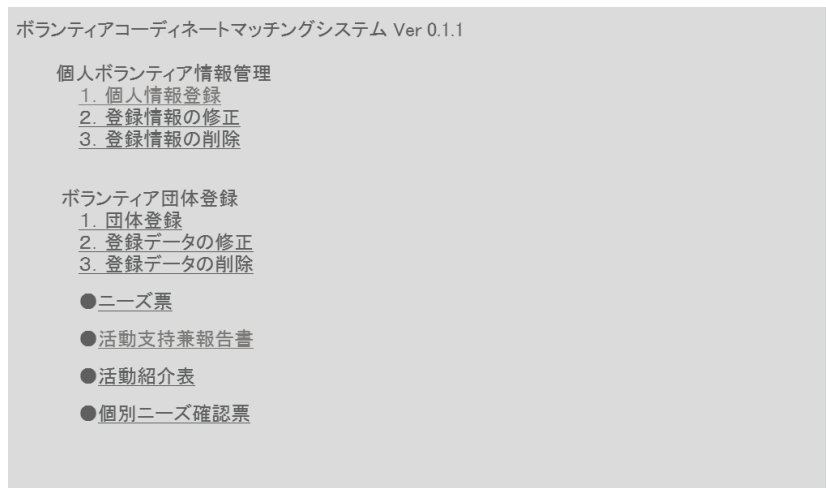 ボランティアコーディネートマッチングシステム Ver 0.1.1
個人ボランティア情報管理
1. 個人情報登録
2. 登録情報の修正
3. 登録情報の削除
ボランティア団体登録
1. 団体登録
2. 登録データの修正
3. 登録データの削除
●ニーズ票
●活動支持兼報告書
●活動紹介表
●個別ニーズ確認票